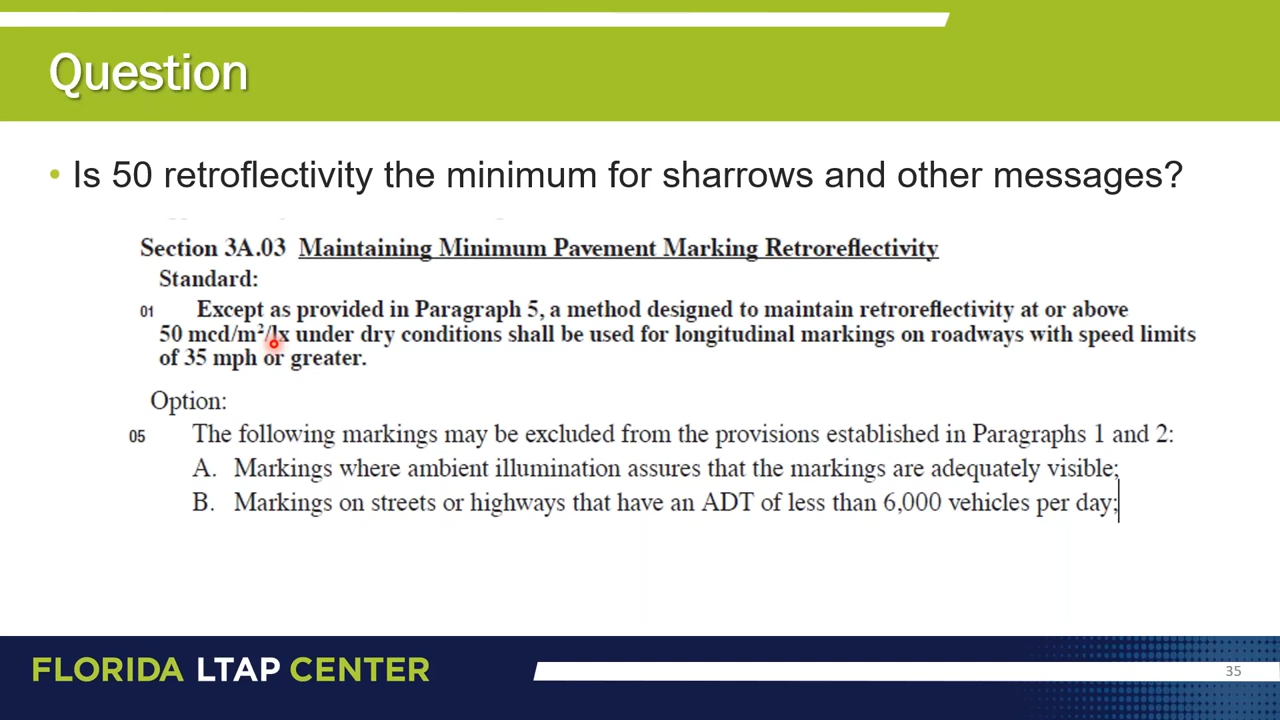 Question
• Is 50 retroflectivity the minimum for sharrows and other messages?
Section 3A.03 Maintaining Minimum Pavement Marking Retroreflectivity
Standard:
01 Except as provided in Paragraph 5, a method designed to maintain retroreflectivity at or above
50 mcd/m²/lx under dry conditions shall be used for longitudinal markings on roadways with speed limits
of 35 mph or greater.
Option:
05 The following markings may be excluded from the provisions established in Paragraphs 1 and 2:
A. Markings where ambient illumination assures that the markings are adequately visible;
B. Markings on streets or highways that have an ADT of less than 6,000 vehicles per day;
FLORIDA LTAP CENTER
35